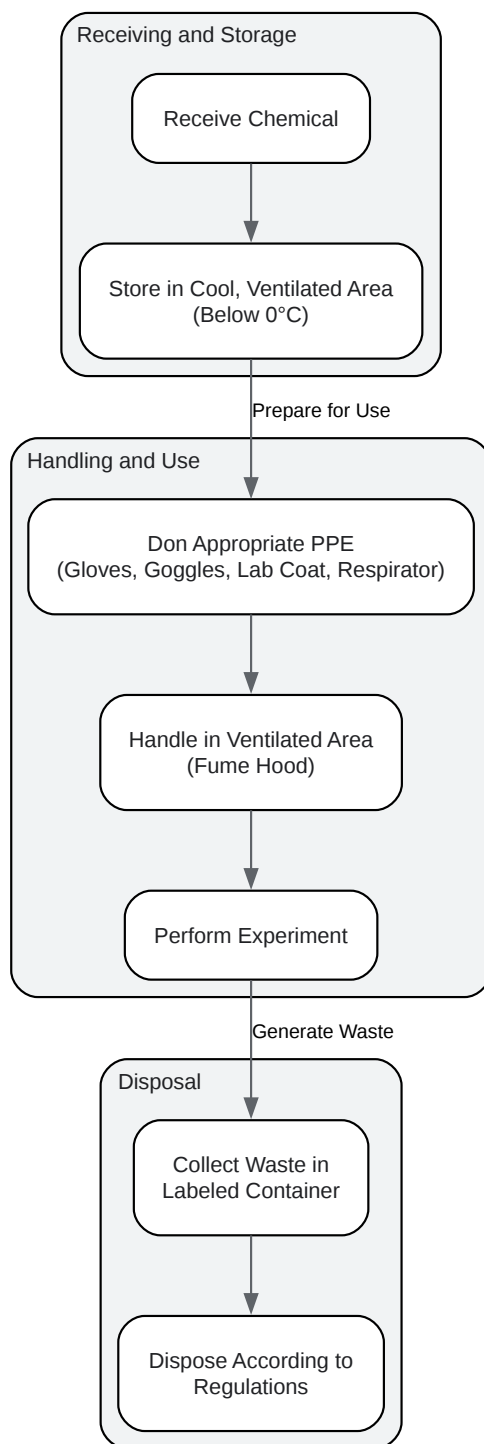 Receiving and Storage
Receive Chemical
Store in Cool, Ventilated Area
(Below 0°C)
Prepare for Use
Handling and Use
Don Appropriate PPE
(Gloves, Goggles, Lab Coat, Respirator)
Handle in Ventilated Area
(Fume Hood)
Perform Experiment
Generate Waste
Disposal
Collect Waste in
Labeled Container
Dispose According to
Regulations